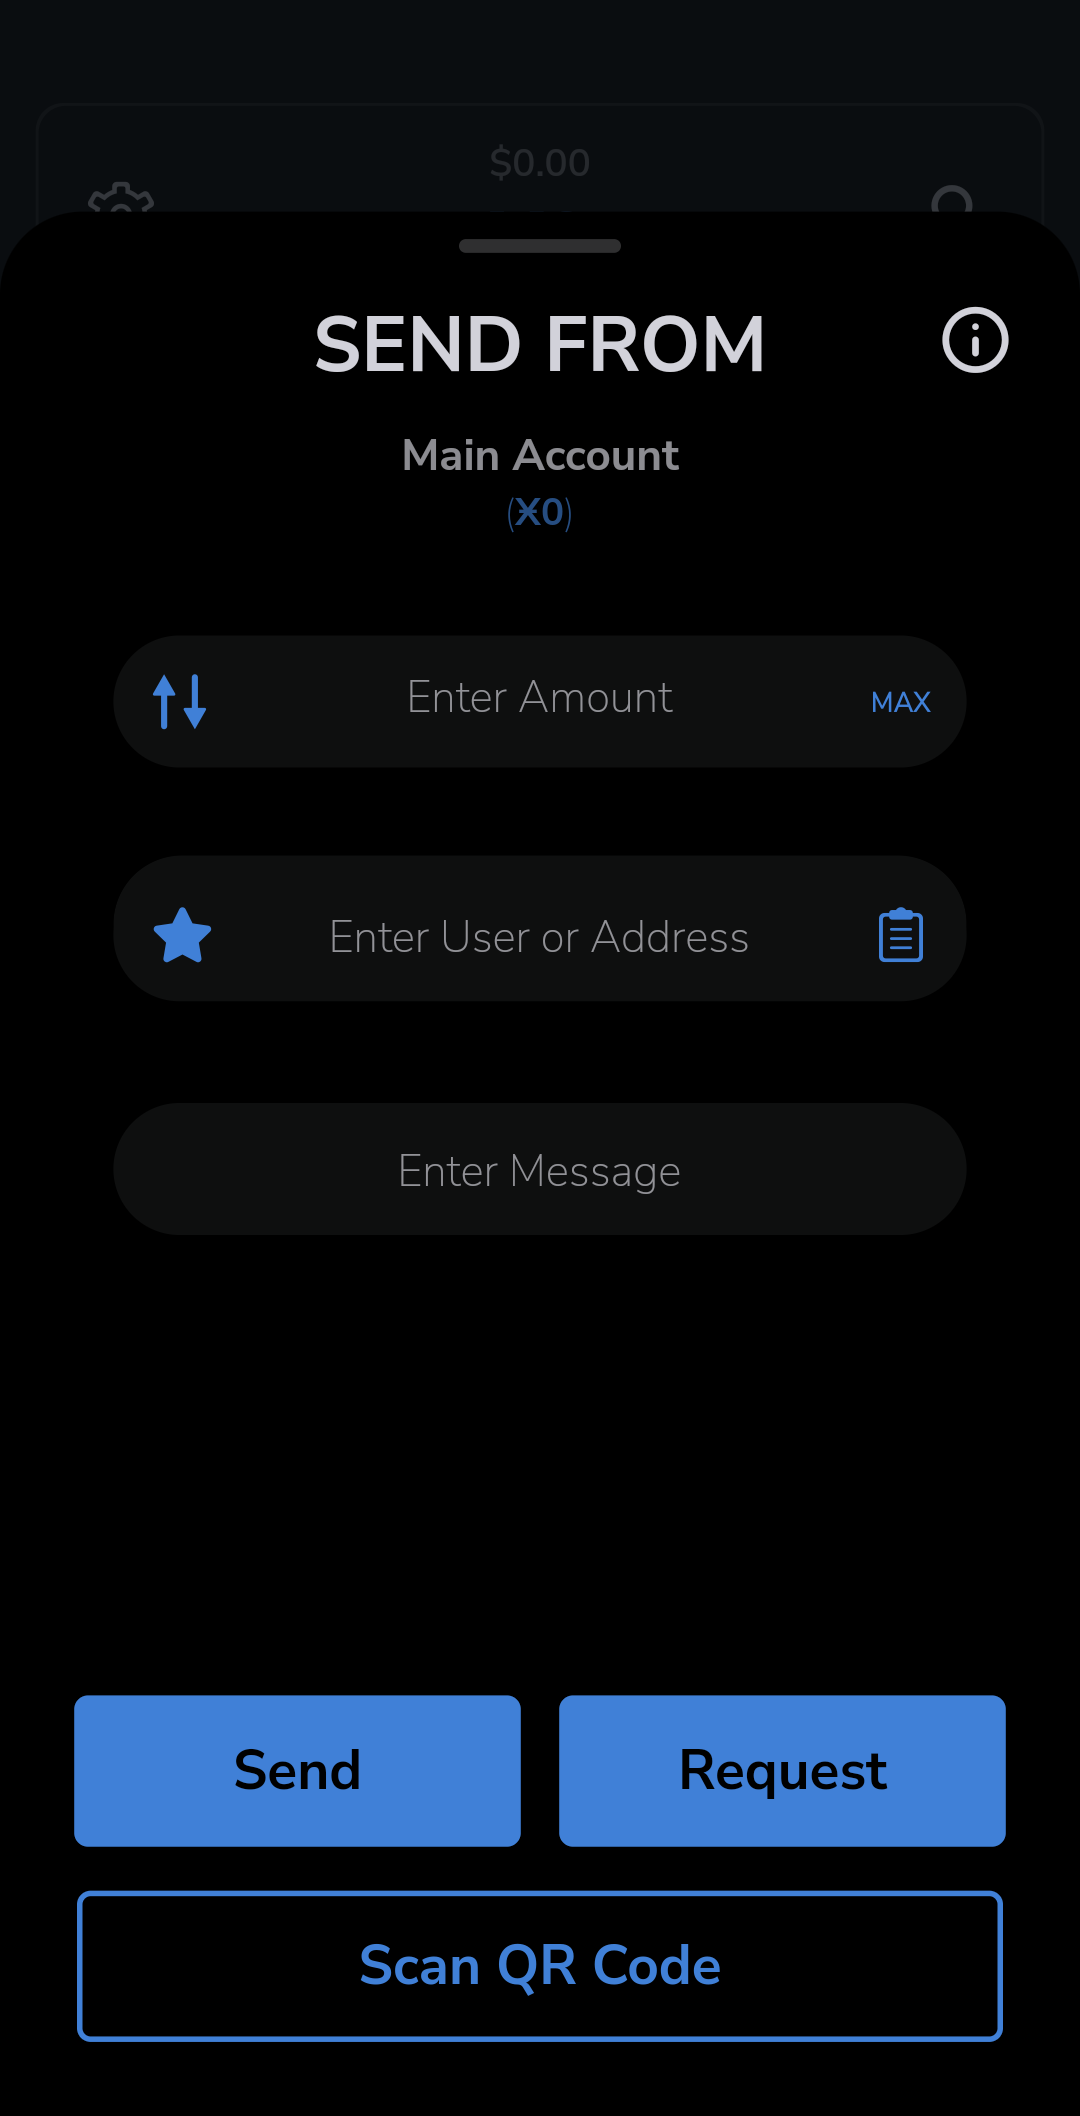 $0.00
SEND FROM
Main Account
(Ӿ0)
Enter Amount
MAX
Enter User or Address
Enter Message
Send
Request
Scan QR Code